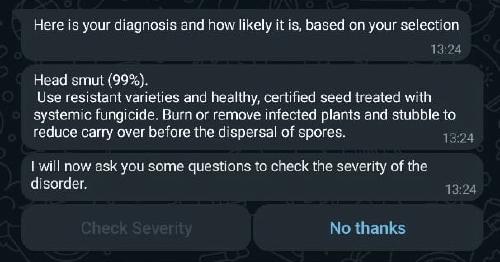 Here is your diagnosis and how likely it is, based on your selection
13:24
Head smut (99%).
Use resistant varieties and healthy, certified seed treated with
systemic fungicide. Burn or remove infected plants and stubble to
reduce carry over before the dispersal of spores.
13:24
I will now ask you some questions to check the severity of the
disorder.
13:24
Check Severity
No thanks